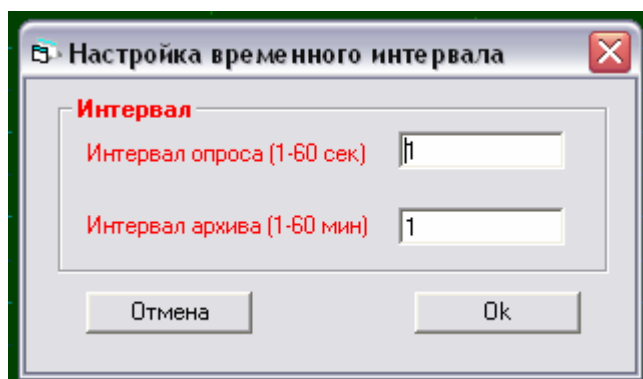 Настройка временного интервала
Интервал
Интервал опроса (1-60 сек) 1
Интервал архива (1-60 мин) 1
Отмена Ok